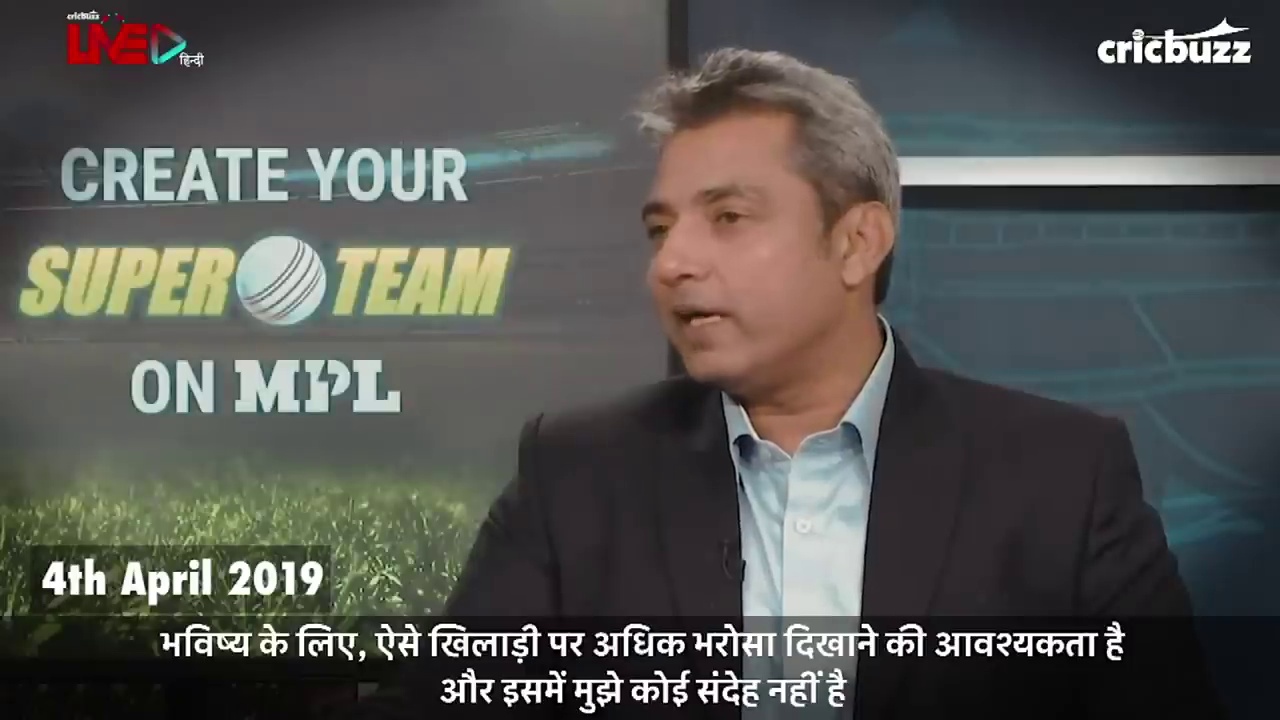 cricbuzz
LIVE हिन्दी
cricbuzz
CREATE YOUR
SUPER TEAM
ON MPL
4th April 2019
भविष्य के लिए, ऐसे खिलाड़ी पर अधिक भरोसा दिखाने की आवश्यकता है
और इसमें मुझे कोई संदेह नहीं है